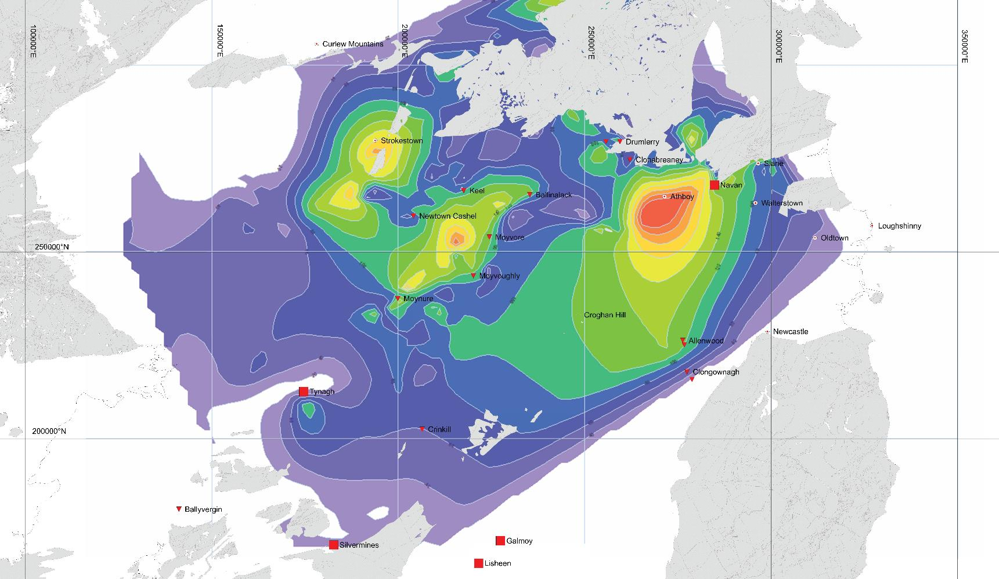 100000°E
150000°E
200000°E
250000°E
300000°E
350000°E
Curlew Mountains
Strokestown
Drumlerry
Clonabreaney
Slane
Navan
Keel
Ballinalack
Athboy
Walterstown
Newtown Cashel
Loughshinny
Moyvore
Oldtown
250000°N
Moyvoughly
Moynure
Croghan Hill
Newcastle
Allenwood
Clongownagh
Tynagh
200000°N
Crinkill
Ballyvergin
Galmoy
Silvermines
Lisheen